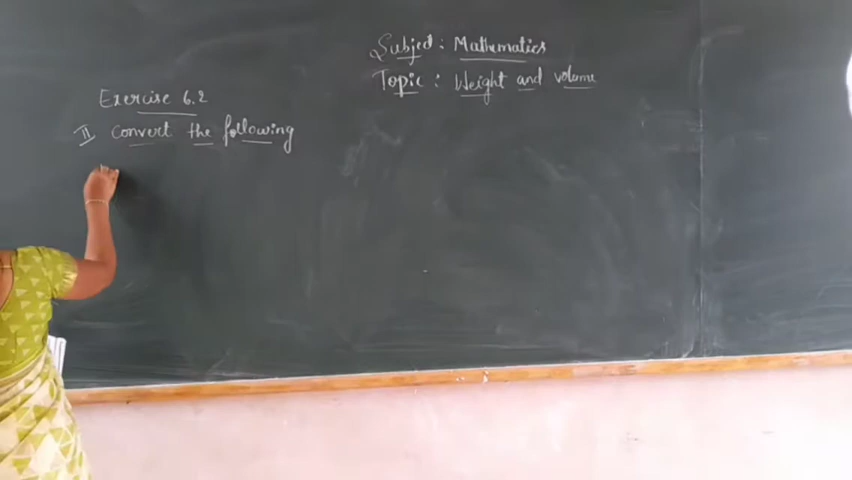 Subject : Mathematics
Topic : Weight and volume
Exercise 6.2
II Convert the following